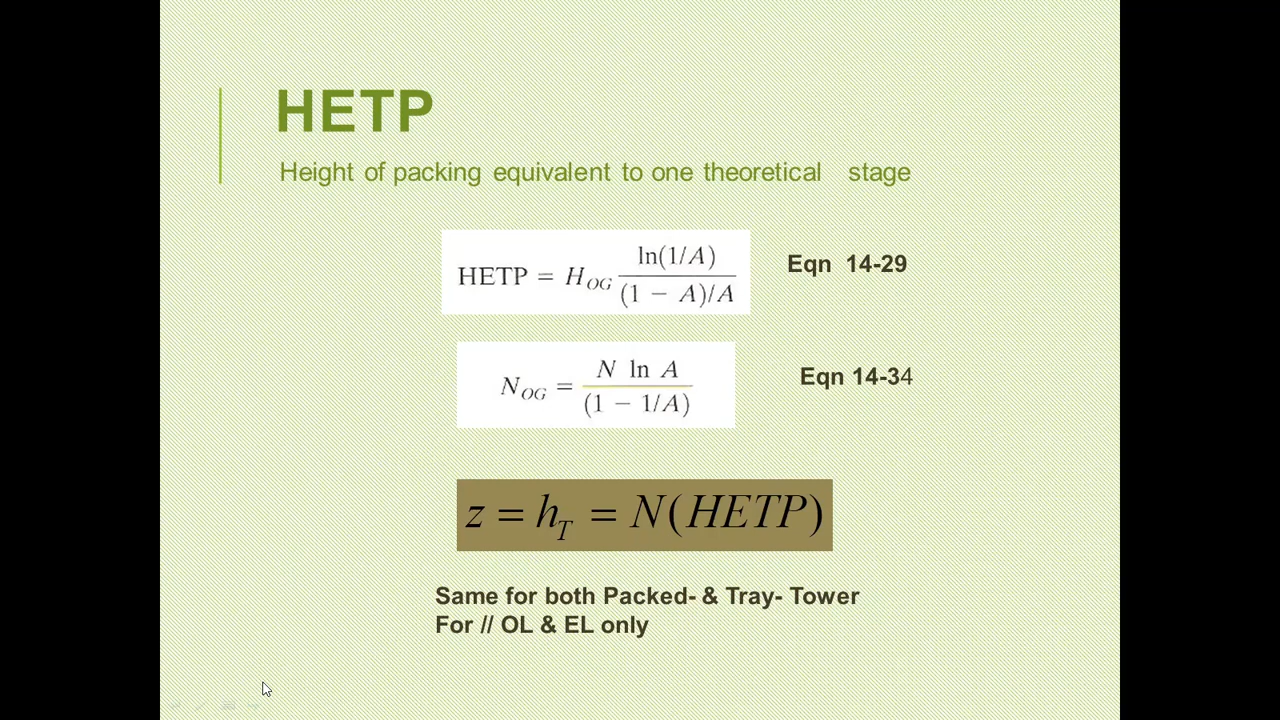 HETP
Height of packing equivalent to one theoretical stage
HETP = H_OG ln(1/A) / (1 − A)/A
Eqn 14-29
N_OG = N ln A / (1 − 1/A)
Eqn 14-34
z = h_T = N(HETP)
Same for both Packed- & Tray- Tower
For // OL & EL only